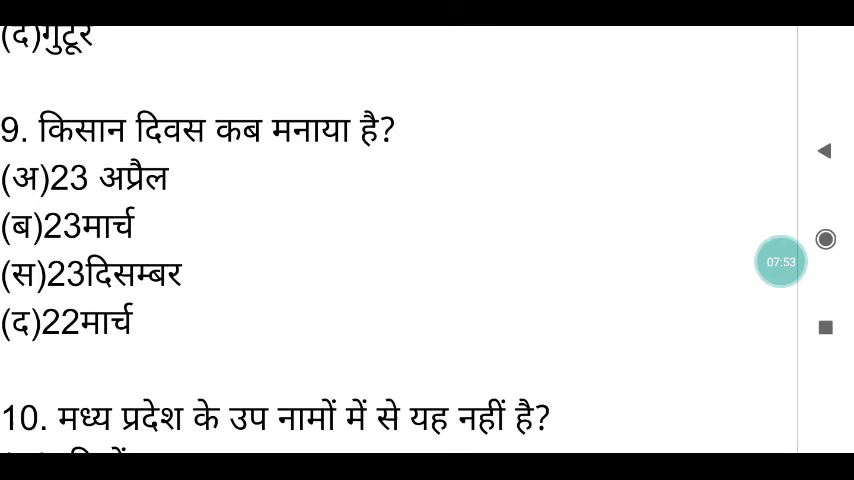 (द)गुंटूर
9. किसान दिवस कब मनाया है?
(अ)23 अप्रैल
(ब)23मार्च
(स)23दिसम्बर
(द)22मार्च
07:53
10. मध्य प्रदेश के उप नामों में से यह नहीं है?